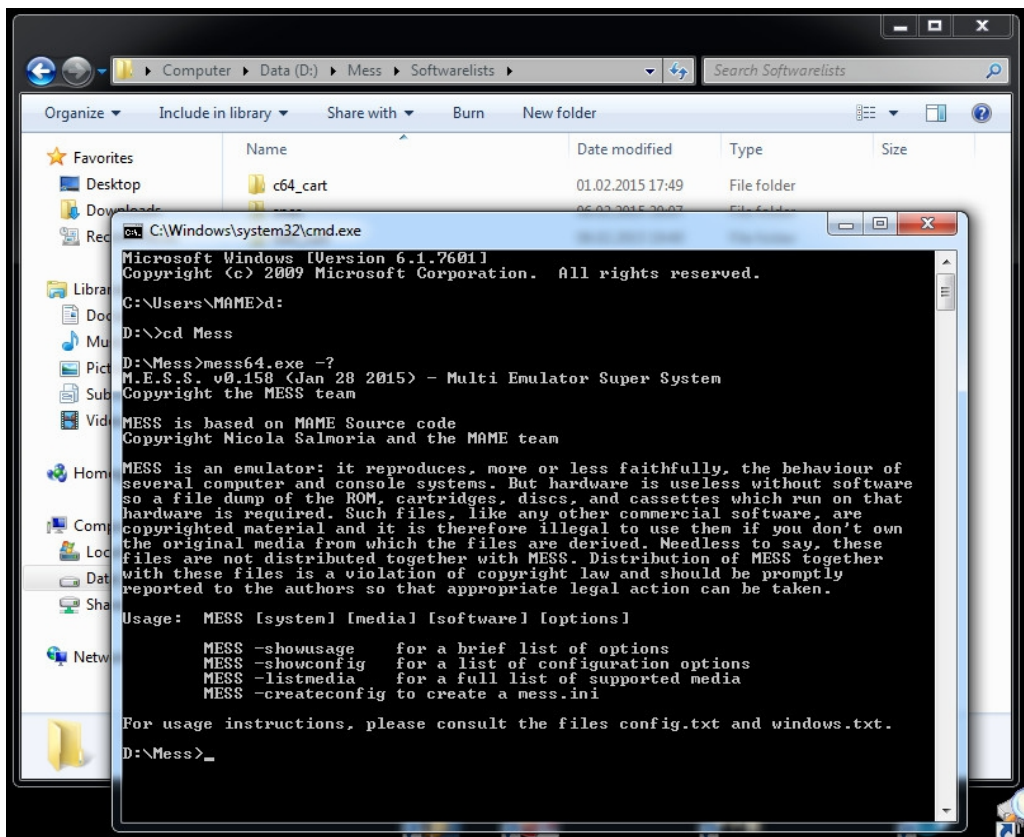 Computer Data (D:) Mess Softwarelists
Search Softwarelists
Organize Include in library Share with Burn New folder
Name Date modified Type Size
Favorites
Desktop
c64_cart 01.02.2015 17:49 File folder
C:\Windows\system32\cmd.exe
Microsoft Windows [Version 6.1.7601]
Copyright (c) 2009 Microsoft Corporation. All rights reserved.
C:\Users\MAME>d:
D:\>cd Mess
D:\Mess>mess64.exe -?
M.E.S.S. v0.158 (Jan 28 2015) - Multi Emulator Super System
Copyright the MESS team
MESS is based on MAME Source code
Copyright Nicola Salmoria and the MAME team
MESS is an emulator: it reproduces, more or less faithfully, the behaviour of
several computer and console systems. But hardware is useless without software
so a file dump of the ROM, cartridges, discs, and cassettes which run on that
hardware is required. Such files, like any other commercial software, are
copyrighted material and it is therefore illegal to use them if you don't own
the original media from which the files are derived. Needless to say, these
files are not distributed together with MESS. Distribution of MESS together
with these files is a violation of copyright law and should be promptly
reported to the authors so that appropriate legal action can be taken.
Usage: MESS [system] [media] [software] [options]
MESS -showusage for a brief list of options
MESS -showconfig for a list of configuration options
MESS -listmedia for a full list of supported media
MESS -createconfig to create a mess.ini
For usage instructions, please consult the files config.txt and windows.txt.
D:\Mess>_